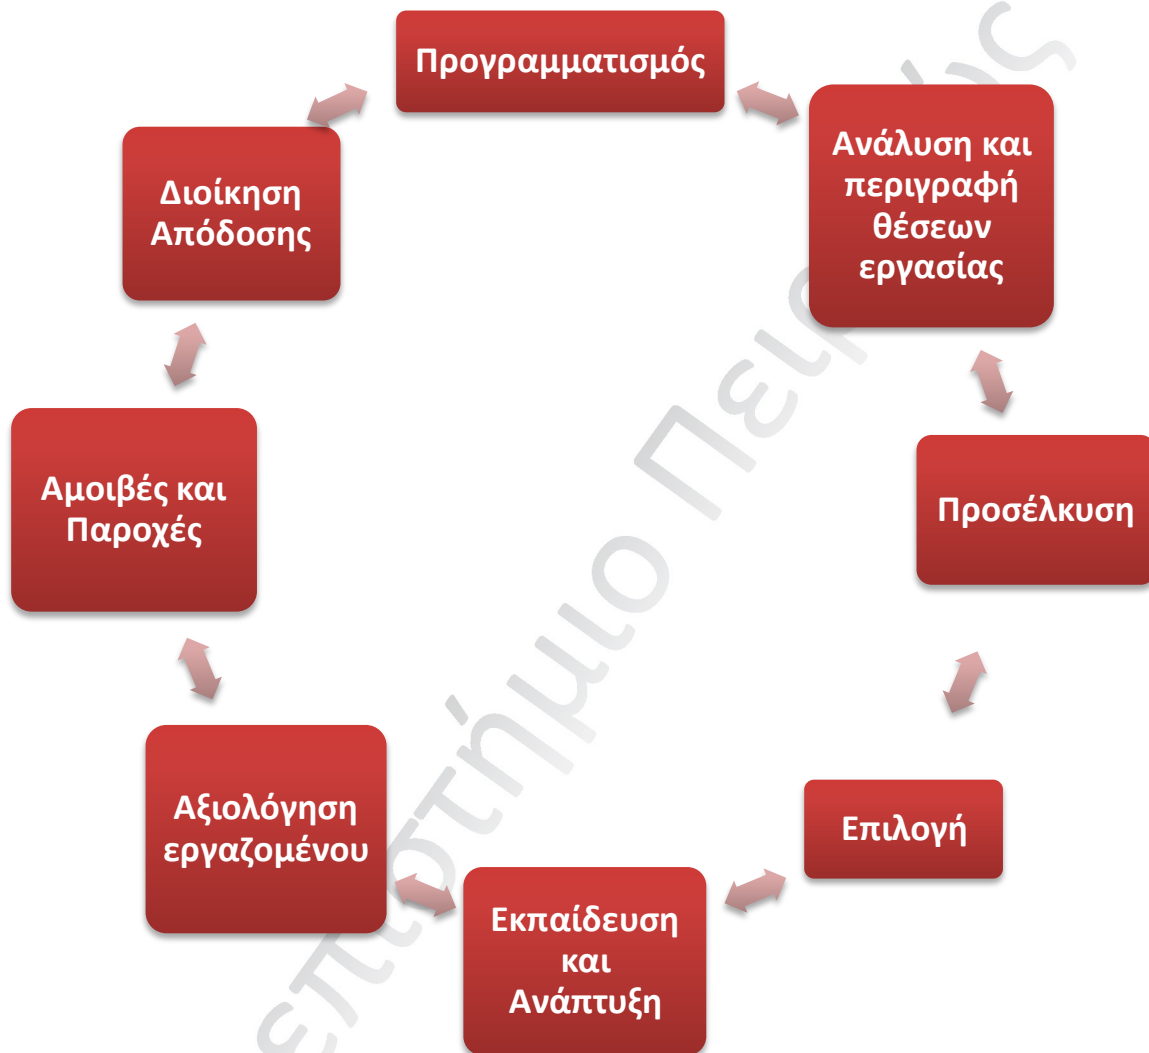 Προγραμματισμός
Ανάλυση και
περιγραφή
θέσεων
εργασίας
Προσέλκυση
Επιλογή
Εκπαίδευση
και
Ανάπτυξη
Αξιολόγηση
εργαζομένου
Αμοιβές και
Παροχές
Διοίκηση
Απόδοσης